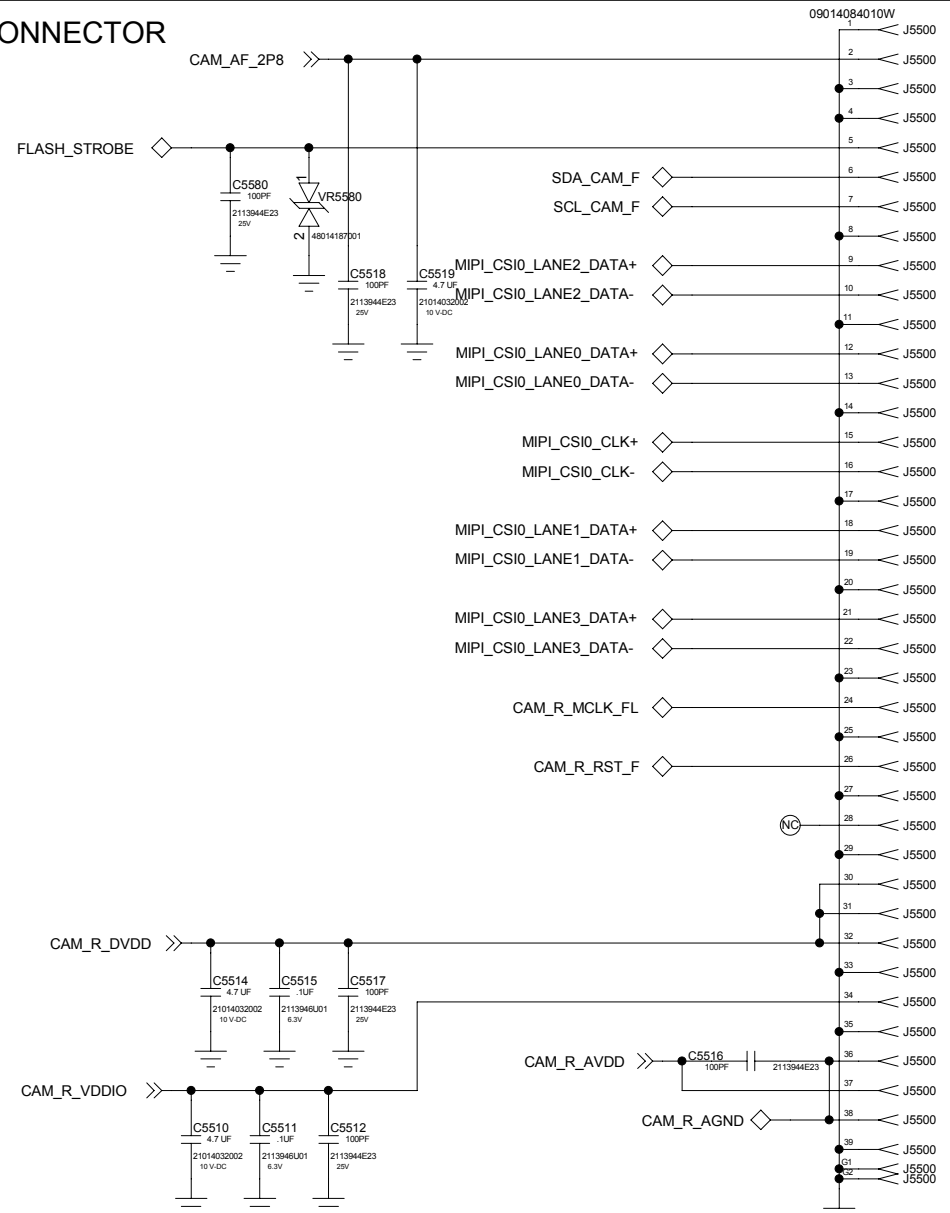 ONNECTOR
09014084010W
1 J5500
CAM_AF_2P8 2 J5500
3 J5500
4 J5500
FLASH_STROBE 5 J5500
SDA_CAM_F 6 J5500
C5580
100PF
2113944E23
25V
1
VR5580
2
48014187001
SCL_CAM_F 7 J5500
8 J5500
MIPI_CSI0_LANE2_DATA+ 9 J5500
C5518
100PF
2113944E23
25V
C5519
4.7 UF
21014032002
10 V-DC
MIPI_CSI0_LANE2_DATA- 10 J5500
11 J5500
MIPI_CSI0_LANE0_DATA+ 12 J5500
MIPI_CSI0_LANE0_DATA- 13 J5500
14 J5500
MIPI_CSI0_CLK+ 15 J5500
MIPI_CSI0_CLK- 16 J5500
17 J5500
MIPI_CSI0_LANE1_DATA+ 18 J5500
MIPI_CSI0_LANE1_DATA- 19 J5500
20 J5500
MIPI_CSI0_LANE3_DATA+ 21 J5500
MIPI_CSI0_LANE3_DATA- 22 J5500
23 J5500
CAM_R_MCLK_FL 24 J5500
25 J5500
CAM_R_RST_F 26 J5500
27 J5500
NC 28 J5500
29 J5500
30 J5500
31 J5500
CAM_R_DVDD 32 J5500
33 J5500
C5514
4.7 UF
21014032002
10 V-DC
C5515
.1UF
2113946U01
6.3V
C5517
100PF
2113944E23
25V
34 J5500
35 J5500
CAM_R_AVDD C5516 36 J5500
100PF 2113944E23
CAM_R_VDDIO 37 J5500
CAM_R_AGND 38 J5500
C5510
4.7 UF
21014032002
10 V-DC
C5511
.1UF
2113946U01
6.3V
C5512
100PF
2113944E23
25V
39 J5500
G1 J5500
G2 J5500